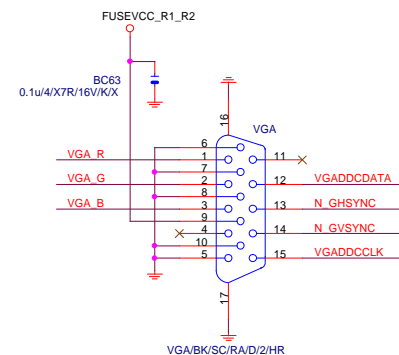 FUSEVCC_R1_R2
BC63
0.1u/4/X7R/16V/K/X
16
VGA
6
VGA_R
1
11
7
VGA_G
2
12
VGADDCDATA
8
VGA_B
3
13
N_GHSYNC
9
4
14
N_GVSYNC
10
5
15
VGADDCCLK
17
VGA/BK/SC/RA/D/2/HR